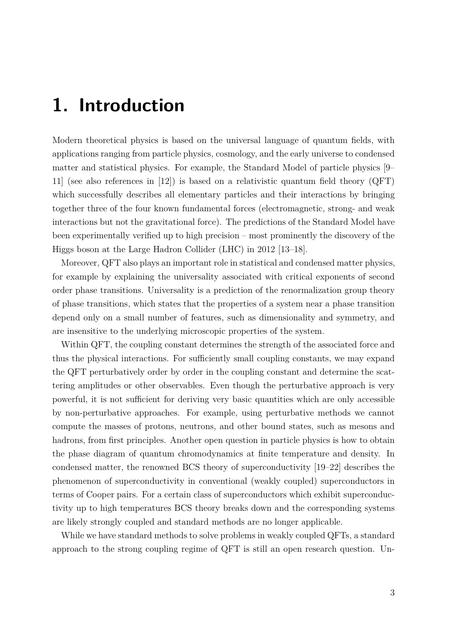 1. Introduction
Modern theoretical physics is based on the universal language of quantum fields, with
applications ranging from particle physics, cosmology, and the early universe to condensed
matter and statistical physics. For example, the Standard Model of particle physics [9–
11] (see also references in [12]) is based on a relativistic quantum field theory (QFT)
which successfully describes all elementary particles and their interactions by bringing
together three of the four known fundamental forces (electromagnetic, strong- and weak
interactions but not the gravitational force). The predictions of the Standard Model have
been experimentally verified up to high precision – most prominently the discovery of the
Higgs boson at the Large Hadron Collider (LHC) in 2012 [13–18].
Moreover, QFT also plays an important role in statistical and condensed matter physics,
for example by explaining the universality associated with critical exponents of second
order phase transitions. Universality is a prediction of the renormalization group theory
of phase transitions, which states that the properties of a system near a phase transition
depend only on a small number of features, such as dimensionality and symmetry, and
are insensitive to the underlying microscopic properties of the system.
Within QFT, the coupling constant determines the strength of the associated force and
thus the physical interactions. For sufficiently small coupling constants, we may expand
the QFT perturbatively order by order in the coupling constant and determine the scat-
tering amplitudes or other observables. Even though the perturbative approach is very
powerful, it is not sufficient for deriving very basic quantities which are only accessible
by non-perturbative approaches. For example, using perturbative methods we cannot
compute the masses of protons, neutrons, and other bound states, such as mesons and
hadrons, from first principles. Another open question in particle physics is how to obtain
the phase diagram of quantum chromodynamics at finite temperature and density. In
condensed matter, the renowned BCS theory of superconductivity [19–22] describes the
phenomenon of superconductivity in conventional (weakly coupled) superconductors in
terms of Cooper pairs. For a certain class of superconductors which exhibit superconduc-
tivity up to high temperatures BCS theory breaks down and the corresponding systems
are likely strongly coupled and standard methods are no longer applicable.
While we have standard methods to solve problems in weakly coupled QFTs, a standard
approach to the strong coupling regime of QFT is still an open research question. Un-
3